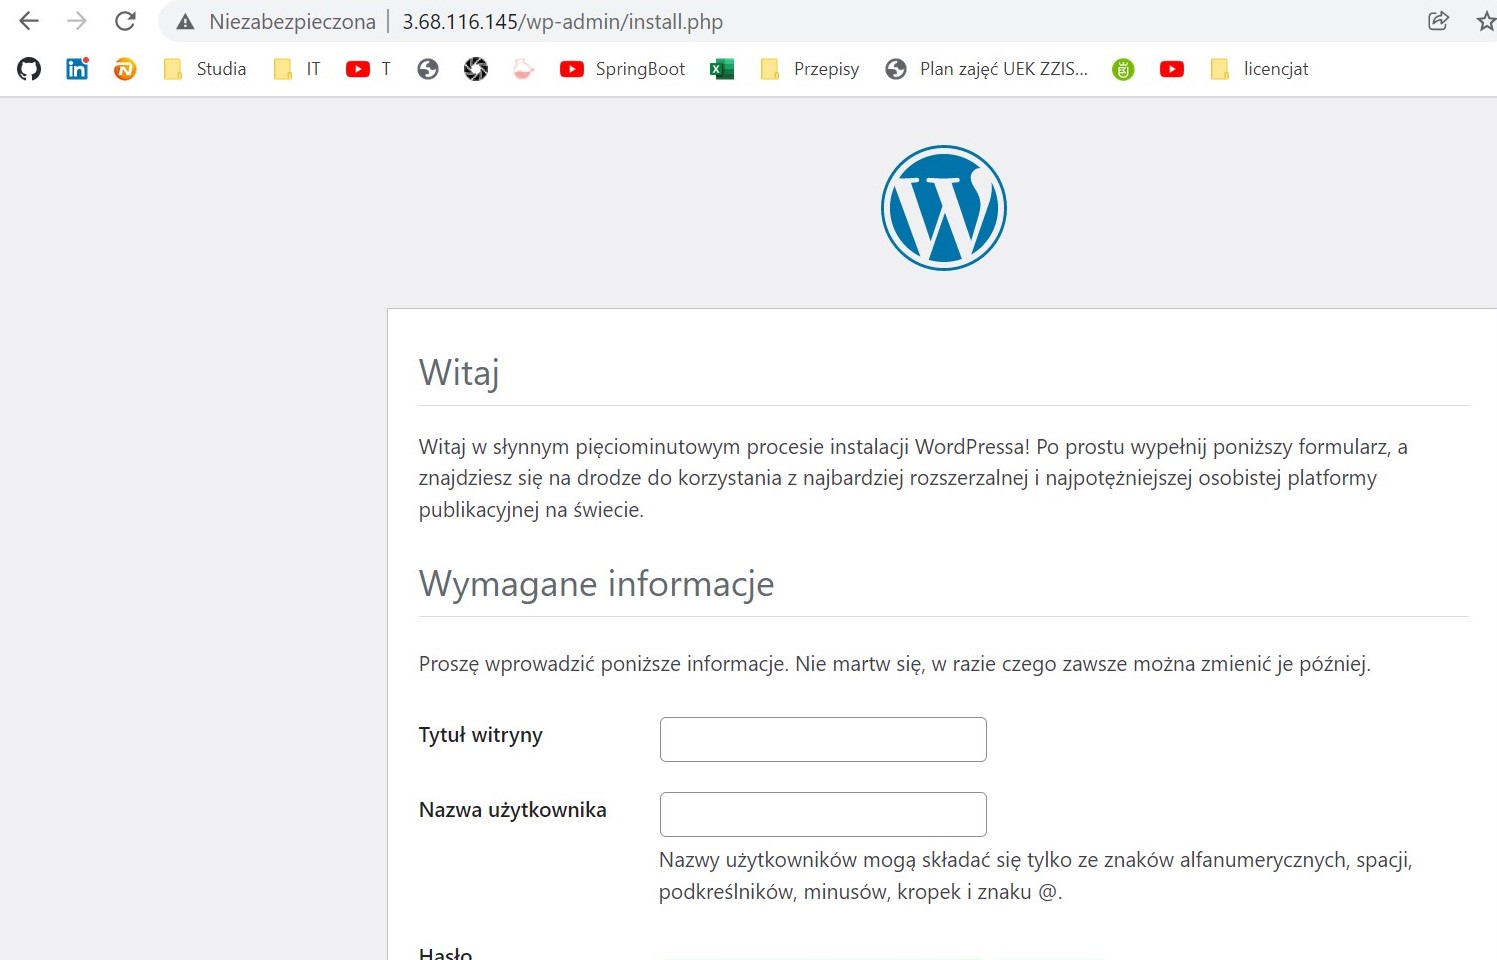 Niezabezpieczona | 3.68.116.145/wp-admin/install.php
Studia IT T SpringBoot Przepisy Plan zajęć UEK ZZIS... licencjat
Witaj
Witaj w słynnym pięciominutowym procesie instalacji WordPressa! Po prostu wypełnij poniższy formularz, a
znajdziesz się na drodze do korzystania z najbardziej rozszerzalnej i najpotężniejszej osobistej platformy
publikacyjnej na świecie.
Wymagane informacje
Proszę wprowadzić poniższe informacje. Nie martw się, w razie czego zawsze można zmienić je później.
Tytuł witryny
Nazwa użytkownika
Nazwy użytkowników mogą składać się tylko ze znaków alfanumerycznych, spacji,
podkreślników, minusów, kropek i znaku @.
Hasło